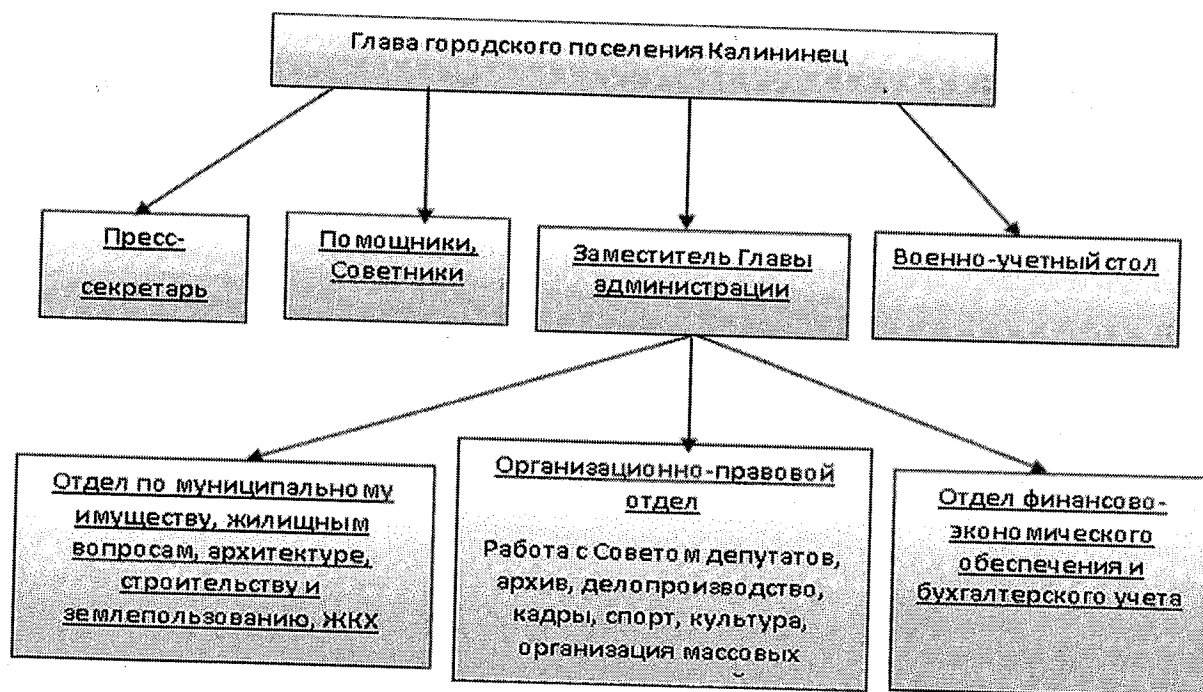 Глава городского поселения Калининец
Пресс-
секретарь
Помощники,
Советники
Заместитель Главы
администрации
Военно-учетный стол
Отдел по муниципальному
имуществу, жилищным
вопросам, архитектуре,
строительству и
землепользованию, ЖКХ
Организационно-правовой
отдел
Работа с Советом депутатов,
архив, делопроизводство,
кадры, спорт, культура,
организация массовых
Отдел финансово-
экономического
обеспечения и
бухгалтерского учета